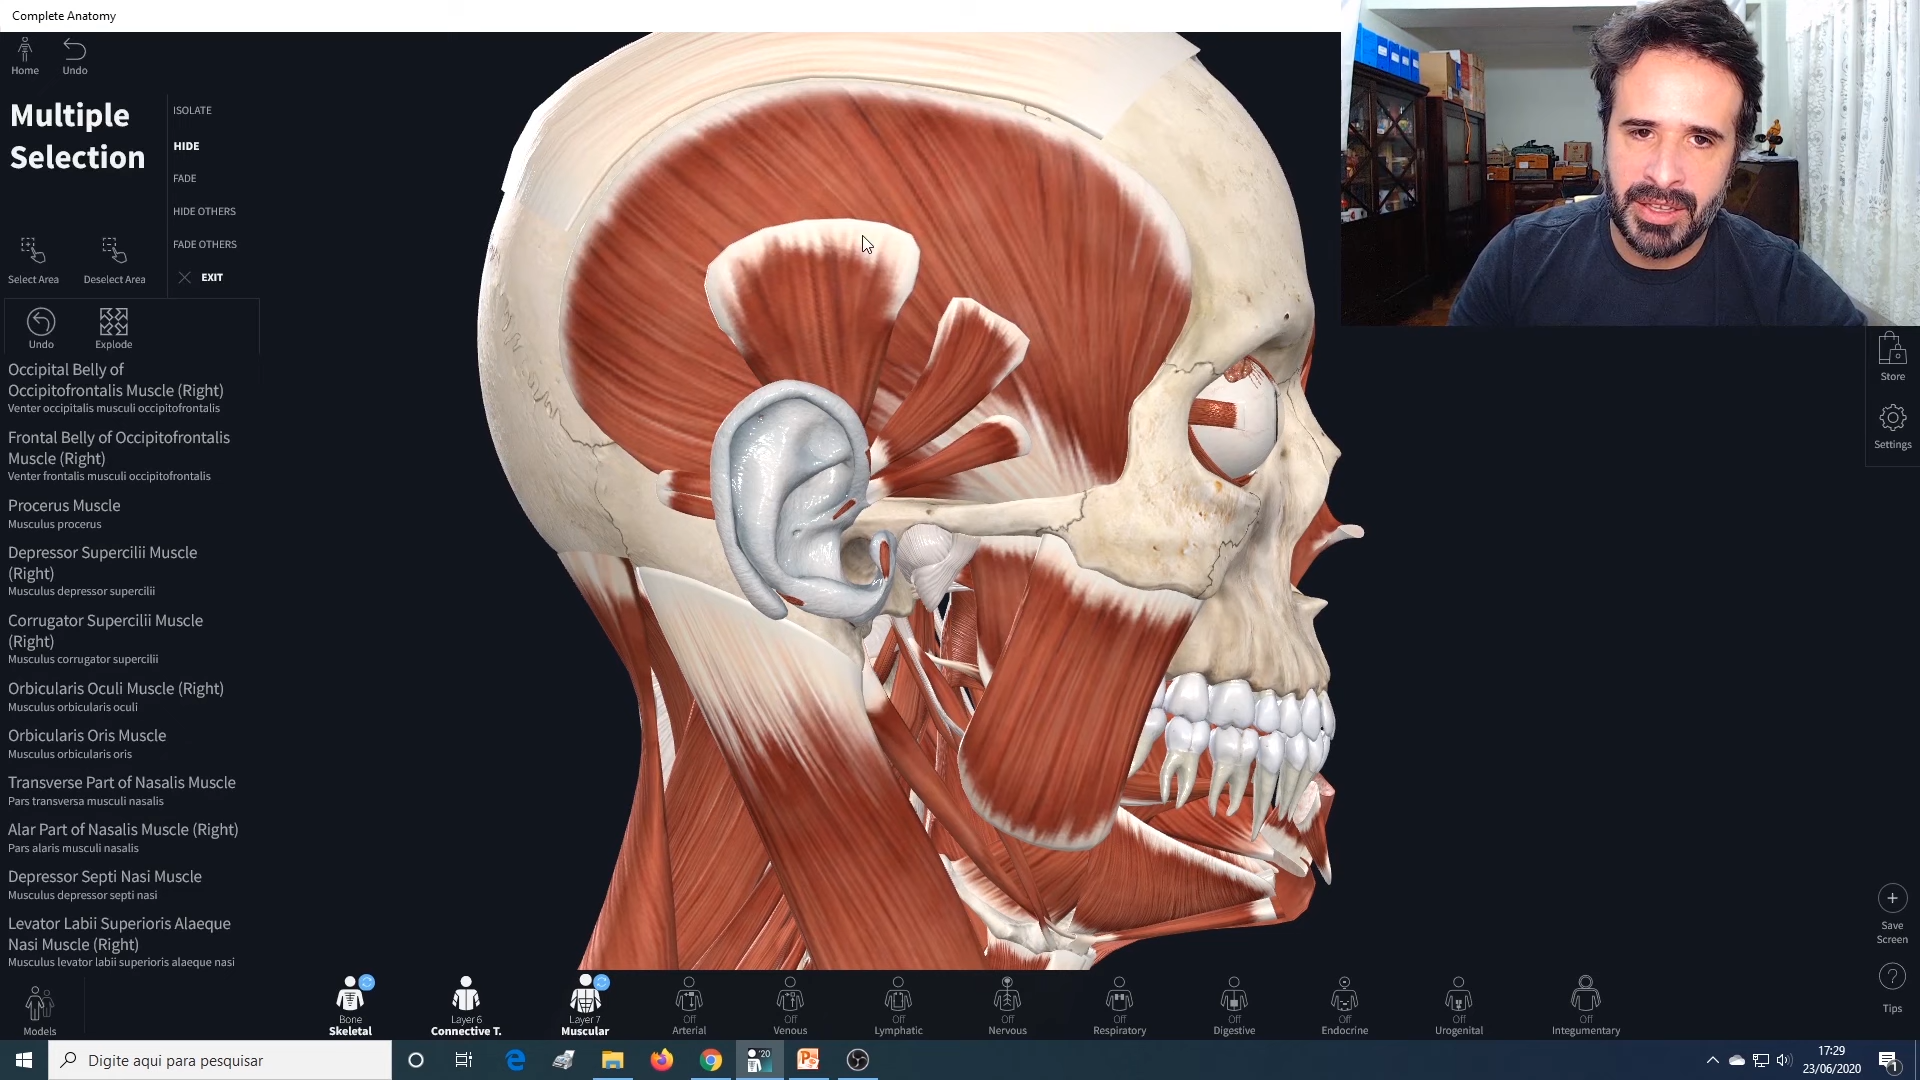 Complete Anatomy
Home
Undo
Multiple
Selection
ISOLATE
HIDE
FADE
HIDE OTHERS
FADE OTHERS
EXIT
Select Area
Deselect Area
Undo
Explode
Occipital Belly of
Occipitofrontalis Muscle (Right)
Venter occipitalis musculi occipitofrontalis
Frontal Belly of Occipitofrontalis
Muscle (Right)
Venter frontalis musculi occipitofrontalis
Procerus Muscle
Musculus procerus
Depressor Supercilii Muscle
(Right)
Musculus depressor supercilii
Corrugator Supercilii Muscle
(Right)
Musculus corrugator supercilii
Orbicularis Oculi Muscle (Right)
Musculus orbicularis oculi
Orbicularis Oris Muscle
Musculus orbicularis oris
Transverse Part of Nasalis Muscle
Pars transversa musculi nasalis
Alar Part of Nasalis Muscle (Right)
Pars alaris musculi nasalis
Depressor Septi Nasi Muscle
Musculus depressor septi nasi
Levator Labii Superioris Alaeque
Nasi Muscle (Right)
Musculus levator labii superioris alaeque nasi
Store
Settings
Save
Screen
Tips
Models
Bone
Skeletal
Layer 6
Connective T.
Layer 7
Muscular
Off
Arterial
Off
Venous
Off
Lymphatic
Off
Nervous
Off
Respiratory
Off
Digestive
Off
Endocrine
Off
Urogenital
Off
Integumentary
Digite aqui para pesquisar
'20
17:29
23/06/2020
1